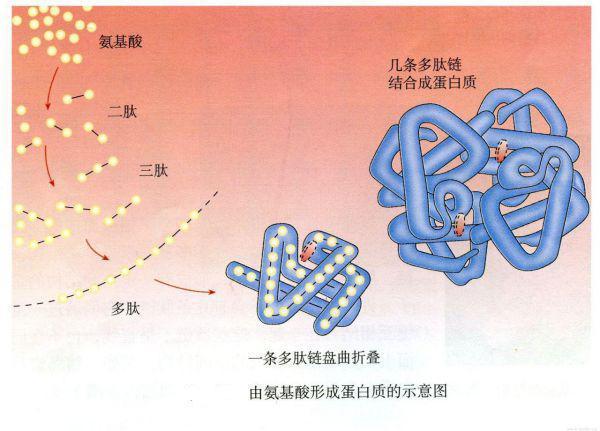 氨基酸
二肽
三肽
多肽
几条多肽链
结合成蛋白质
一条多肽链盘曲折叠
由氨基酸形成蛋白质的示意图